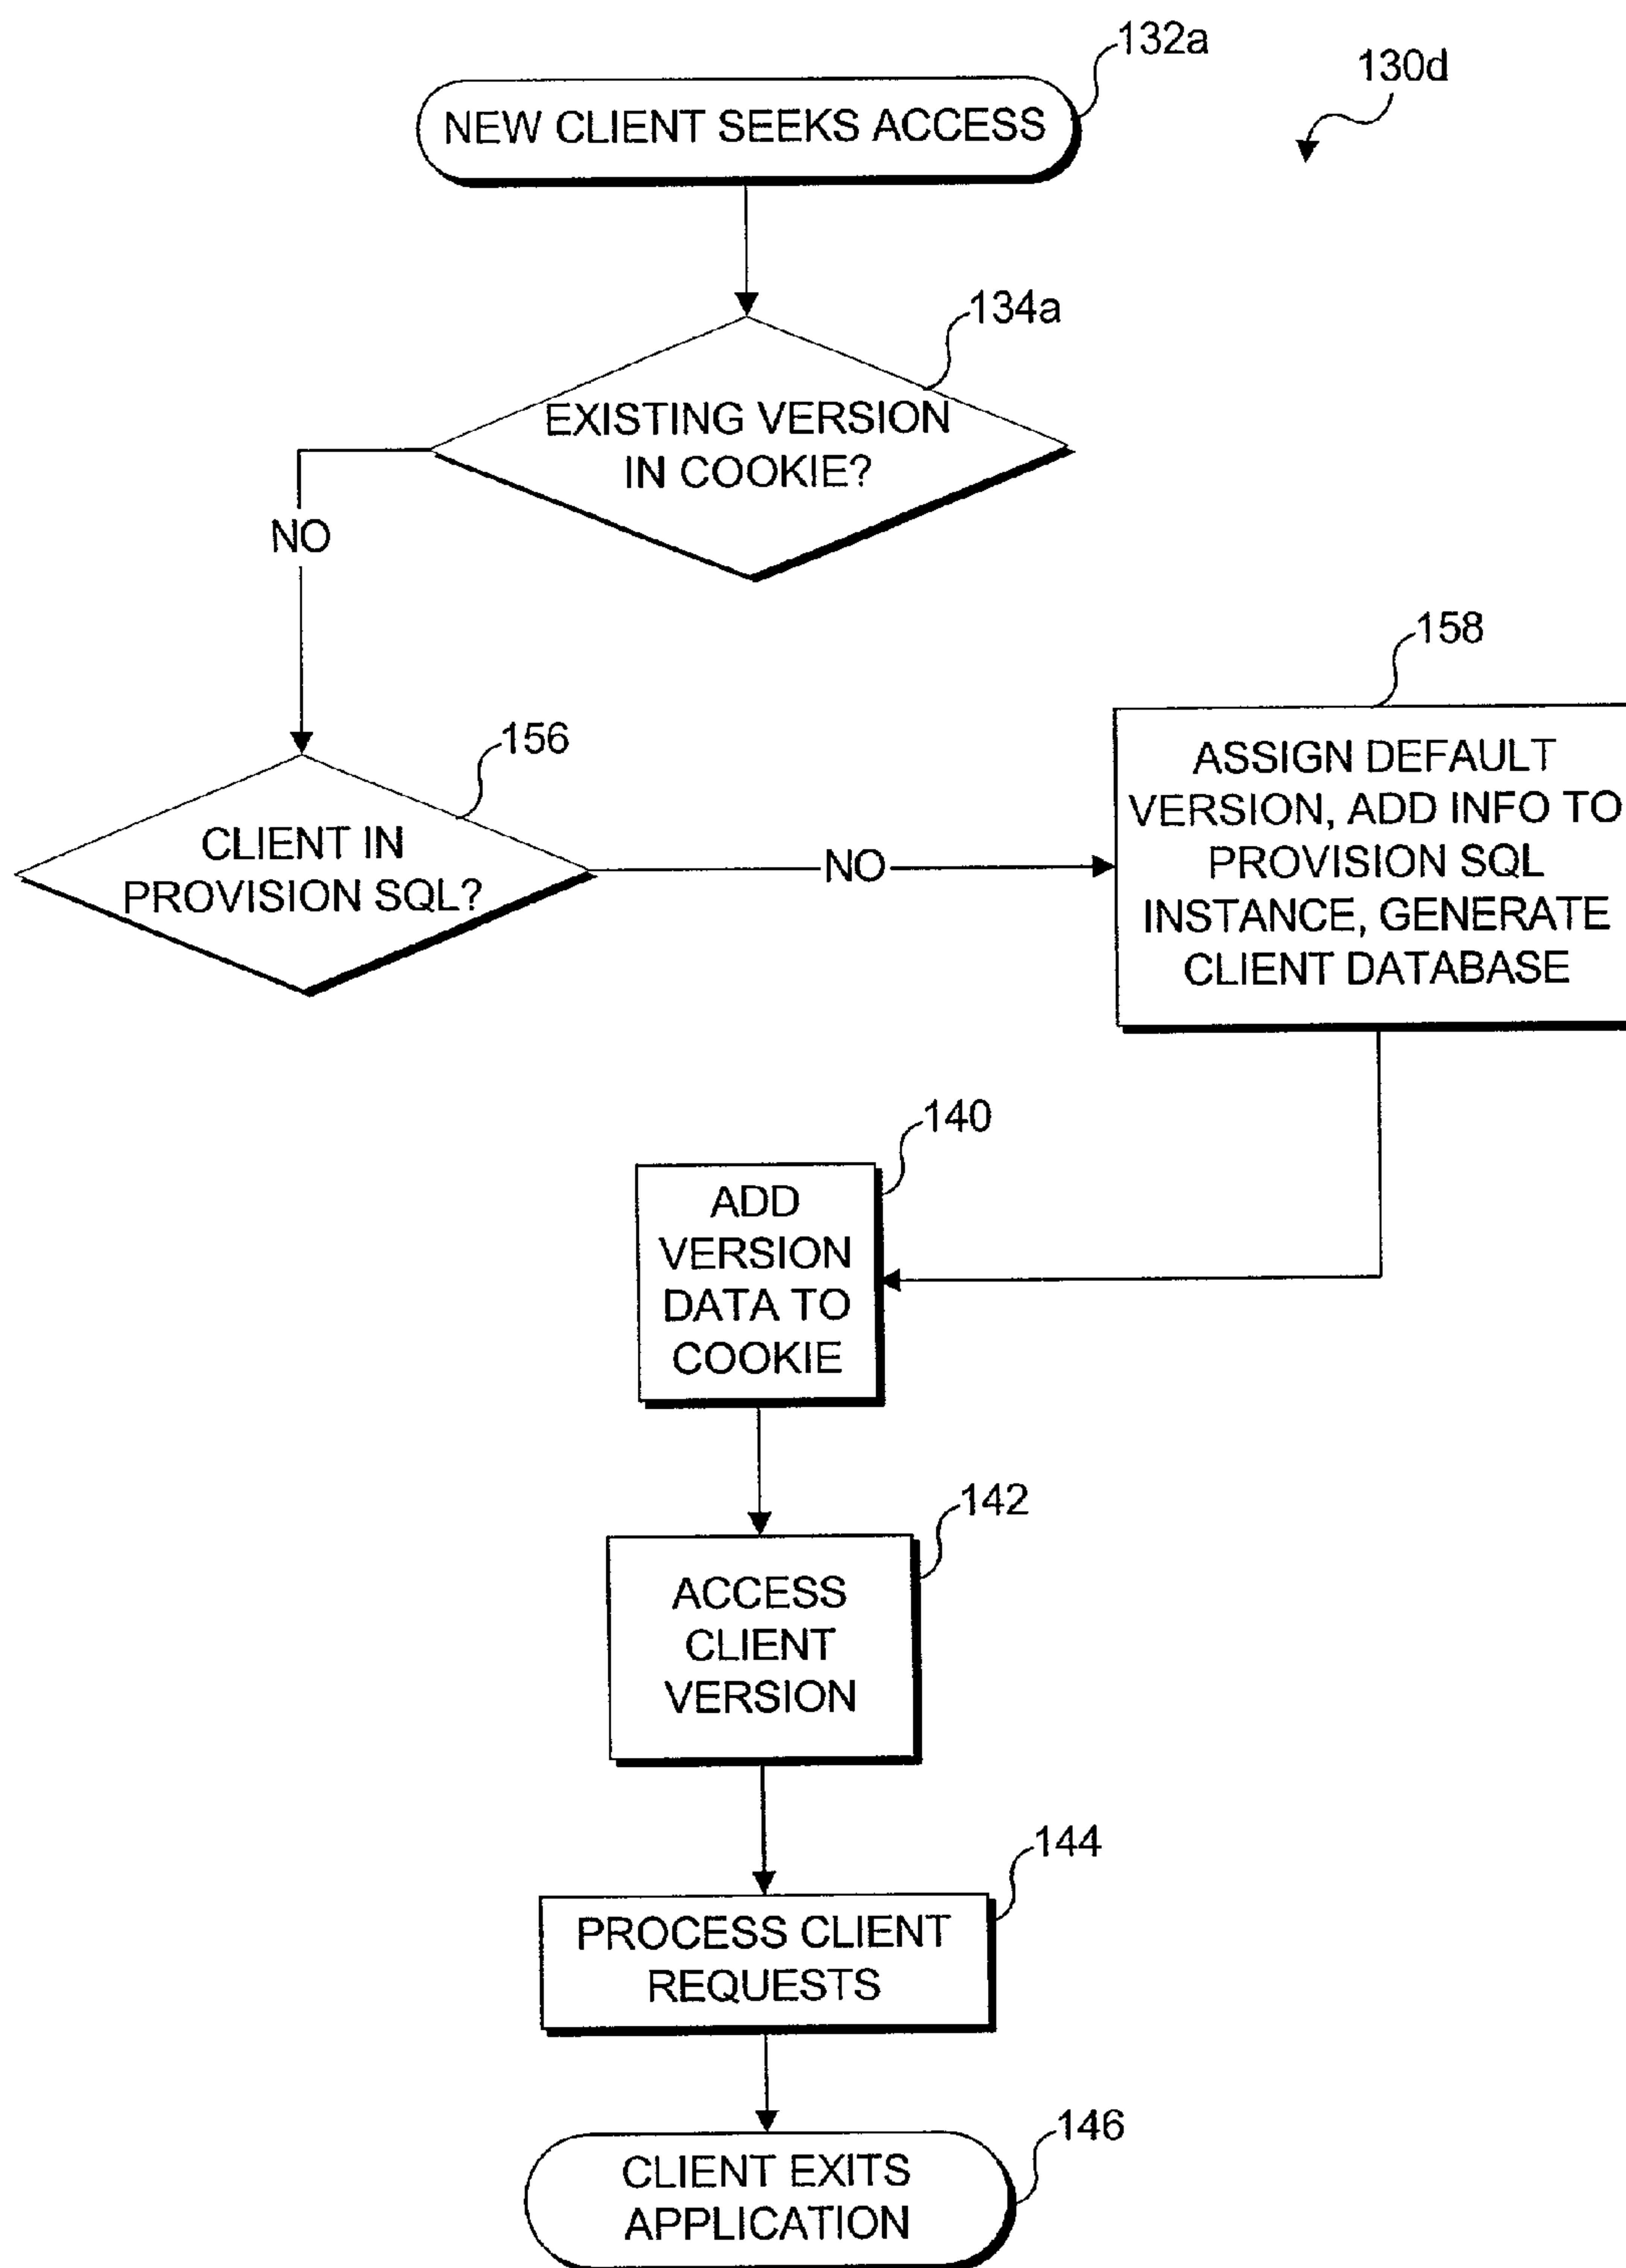 132a
130d
NEW CLIENT SEEKS ACCESS
134a
EXISTING VERSION
IN COOKIE?
NO
158
156
ASSIGN DEFAULT
VERSION, ADD INFO TO
PROVISION SQL
INSTANCE, GENERATE
CLIENT DATABASE
CLIENT IN
PROVISION SQL?
NO
140
ADD
VERSION
DATA TO
COOKIE
142
ACCESS
CLIENT
VERSION
144
PROCESS CLIENT
REQUESTS
146
CLIENT EXITS
APPLICATION